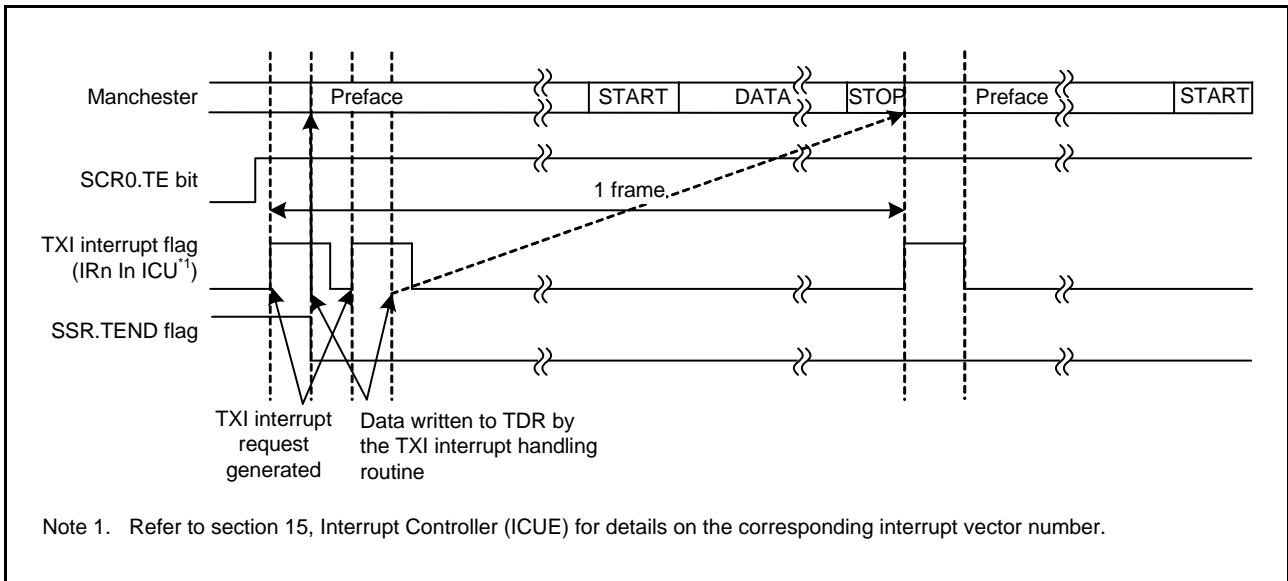 Manchester
Preface
START
DATA
STOP
Preface
START
SCR0.TE bit
1 frame
TXI interrupt flag
(IRn In ICU*1)
SSR.TEND flag
TXI interrupt
request
generated
Data written to TDR by
the TXI interrupt handling
routine
Note 1. Refer to section 15, Interrupt Controller (ICUE) for details on the corresponding interrupt vector number.